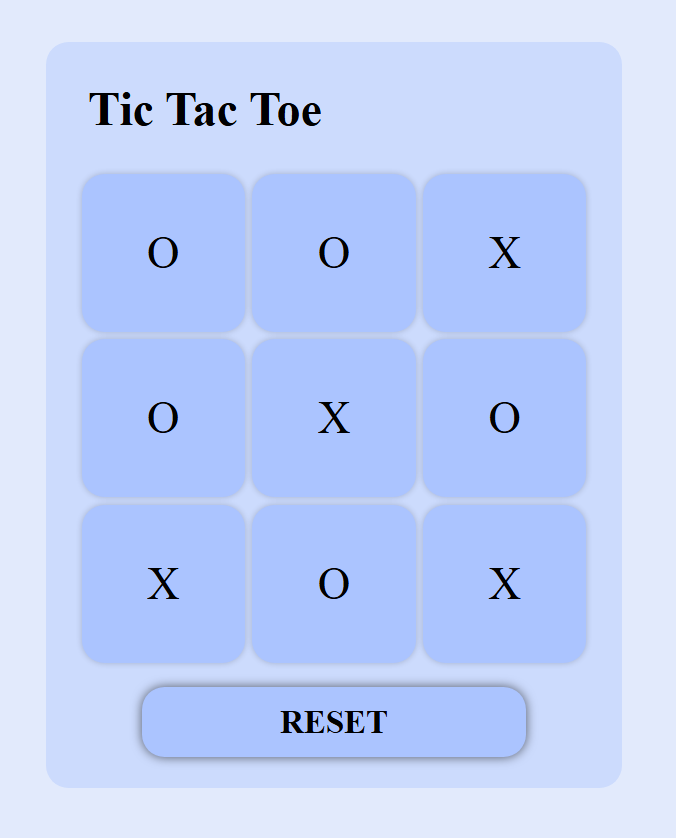 Tic Tac Toe
O O X
O X O
X O X
RESET